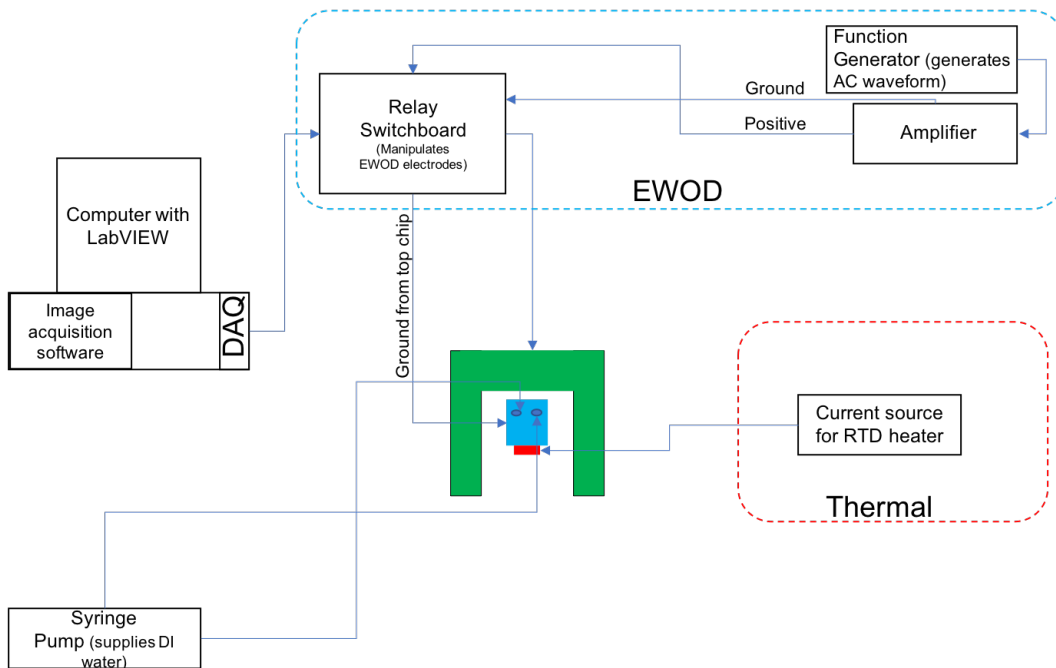 Function
Generator (generates
AC waveform)
Ground
Relay
Switchboard
(Manipulates
EWOD electrodes)
Positive
Amplifier
EWOD
Computer with
LabVIEW
Image
acquisition
software
DAQ
Ground from top chip
Current source
for RTD heater
Thermal
Syringe
Pump (supplies DI
water)